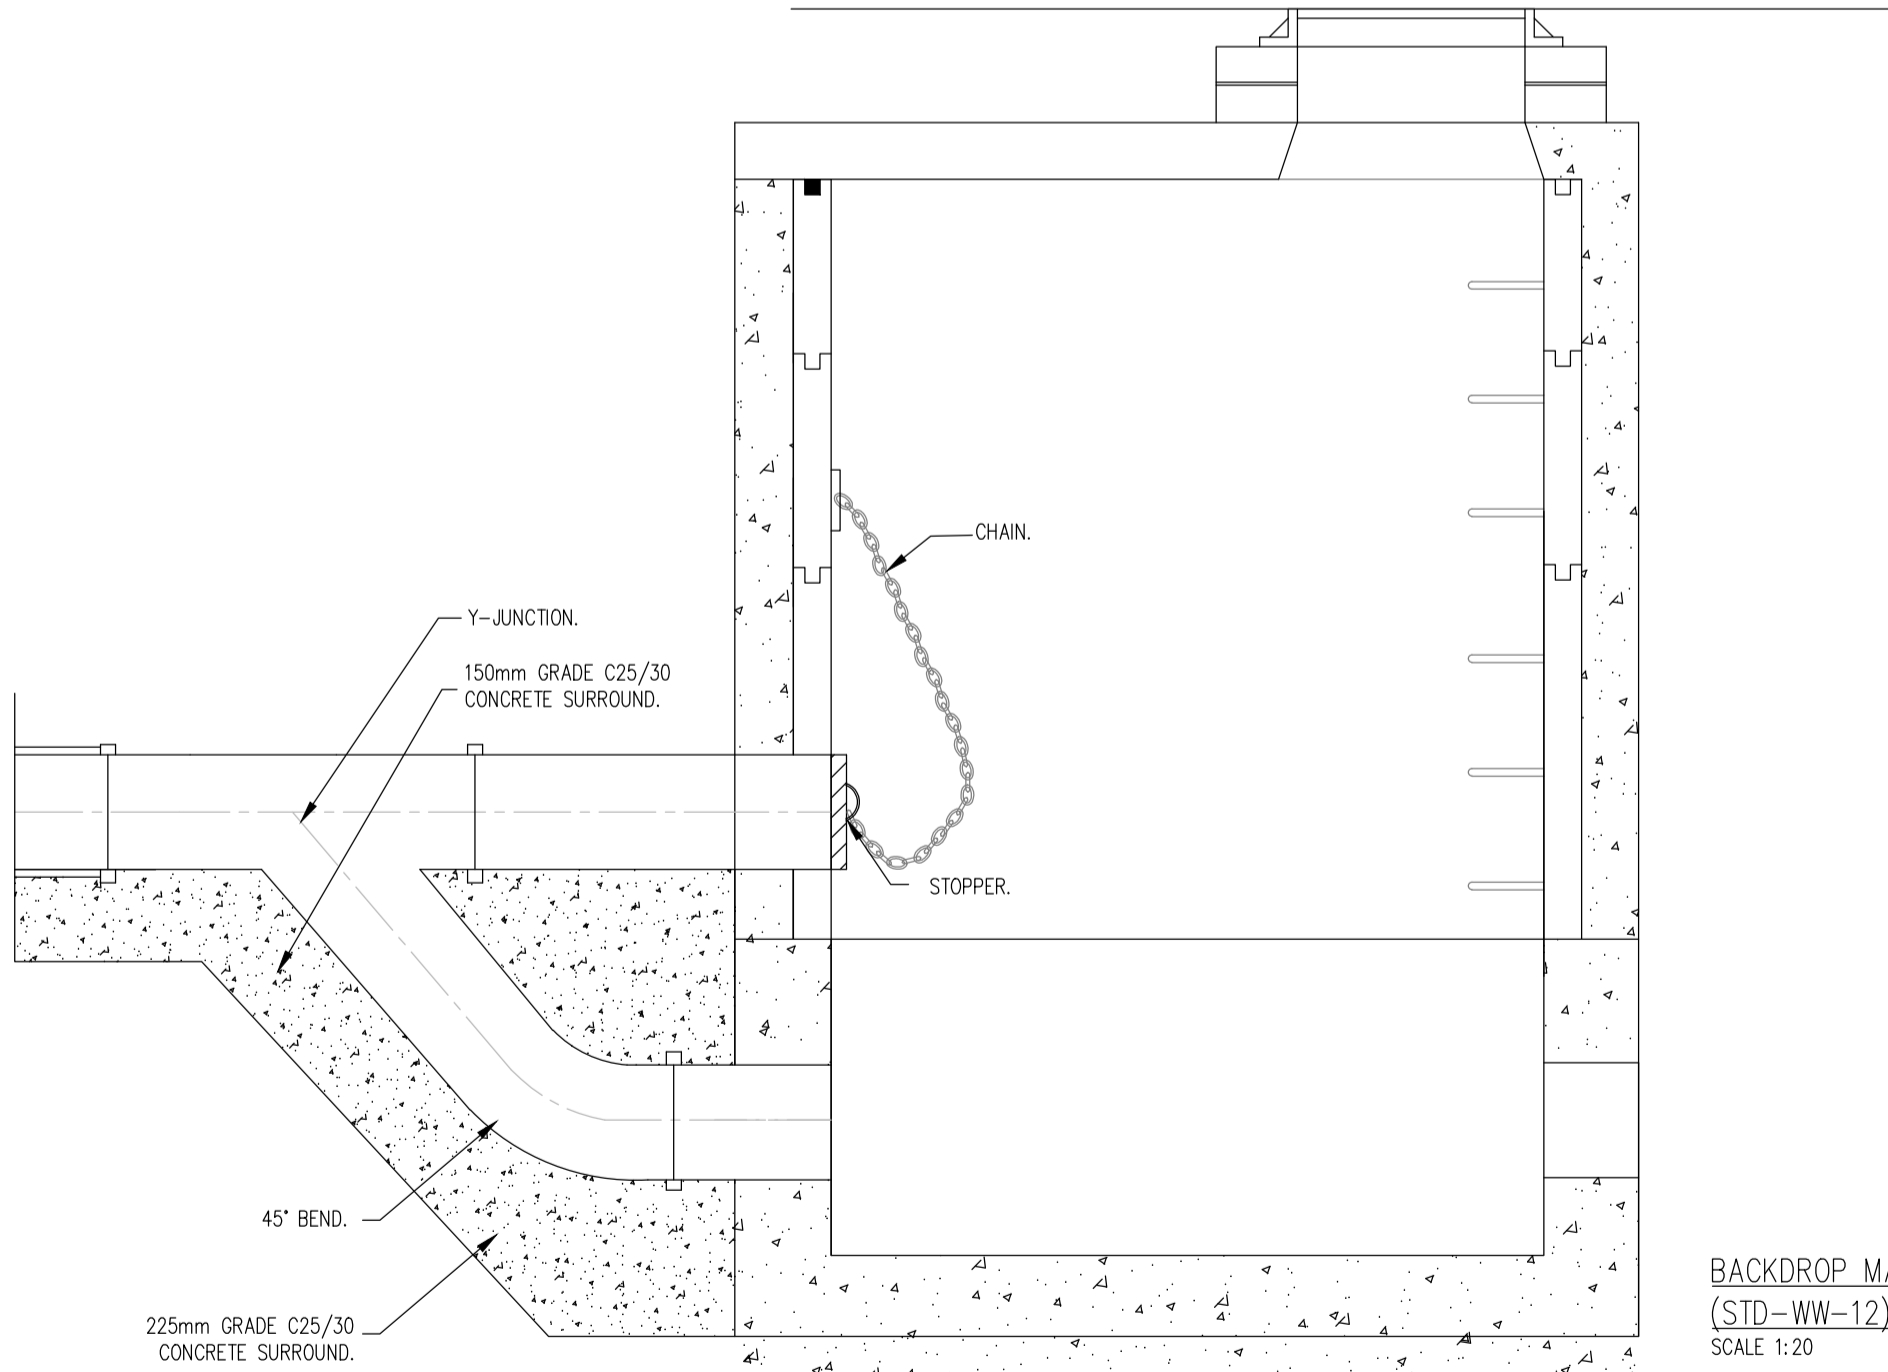 CHAIN.
Y-JUNCTION.
150mm GRADE C25/30
CONCRETE SURROUND.
STOPPER.
45° BEND.
225mm GRADE C25/30
CONCRETE SURROUND.
BACKDROP
(STD-WW-12)
SCALE 1:20